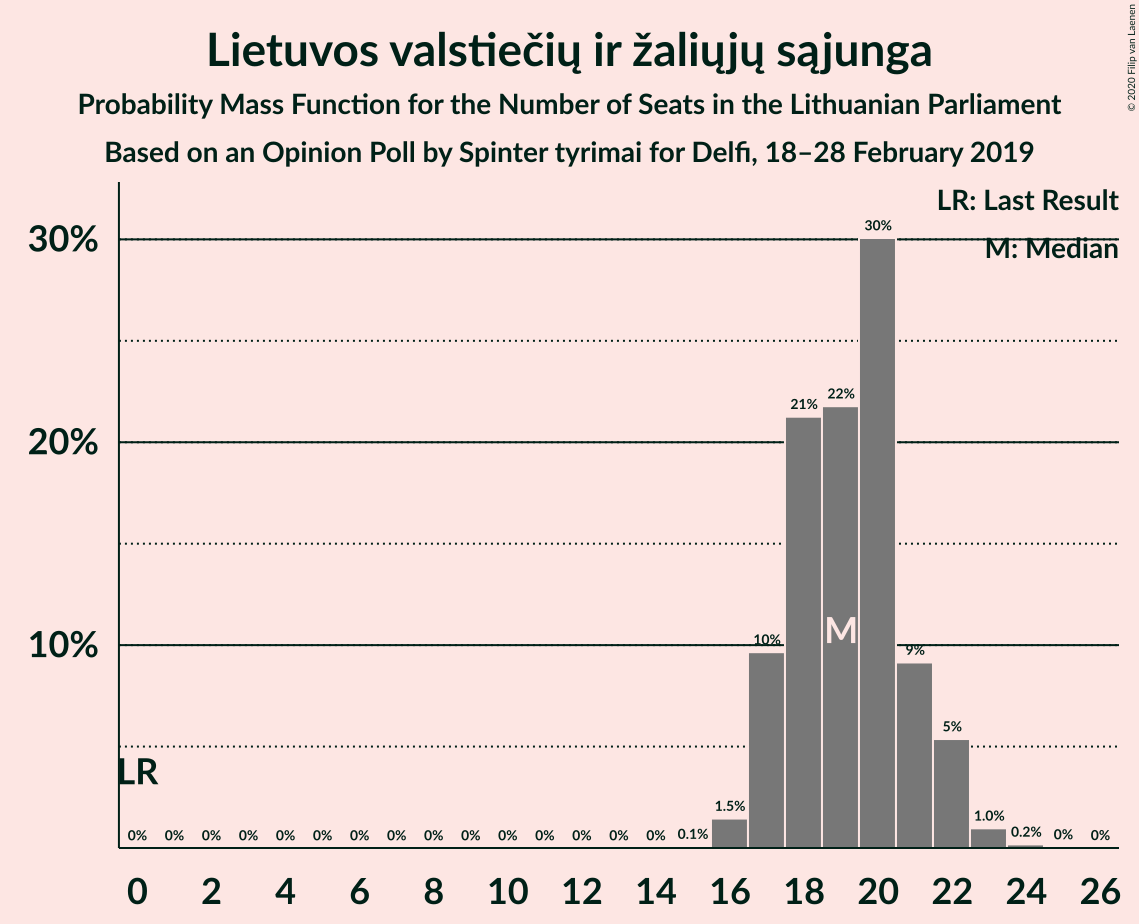 Lietuvos valstiečių ir žaliųjų sąjunga
Probability Mass Function for the Number of Seats in the Lithuanian Parliament
Based on an Opinion Poll by Spinter tyrimai for Delfi, 18–28 February 2019
© 2020 Filip van Laenen
LR: Last Result
M: Median
30%
20%
10%
30%
22%
21%
10%
9%
5%
1.5%
1.0%
0.1%
0.2%
M
LR
0% 0% 0% 0% 0% 0% 0% 0% 0% 0% 0% 0% 0% 0% 0% 0% 0%
0 2 4 6 8 10 12 14 16 18 20 22 24 26